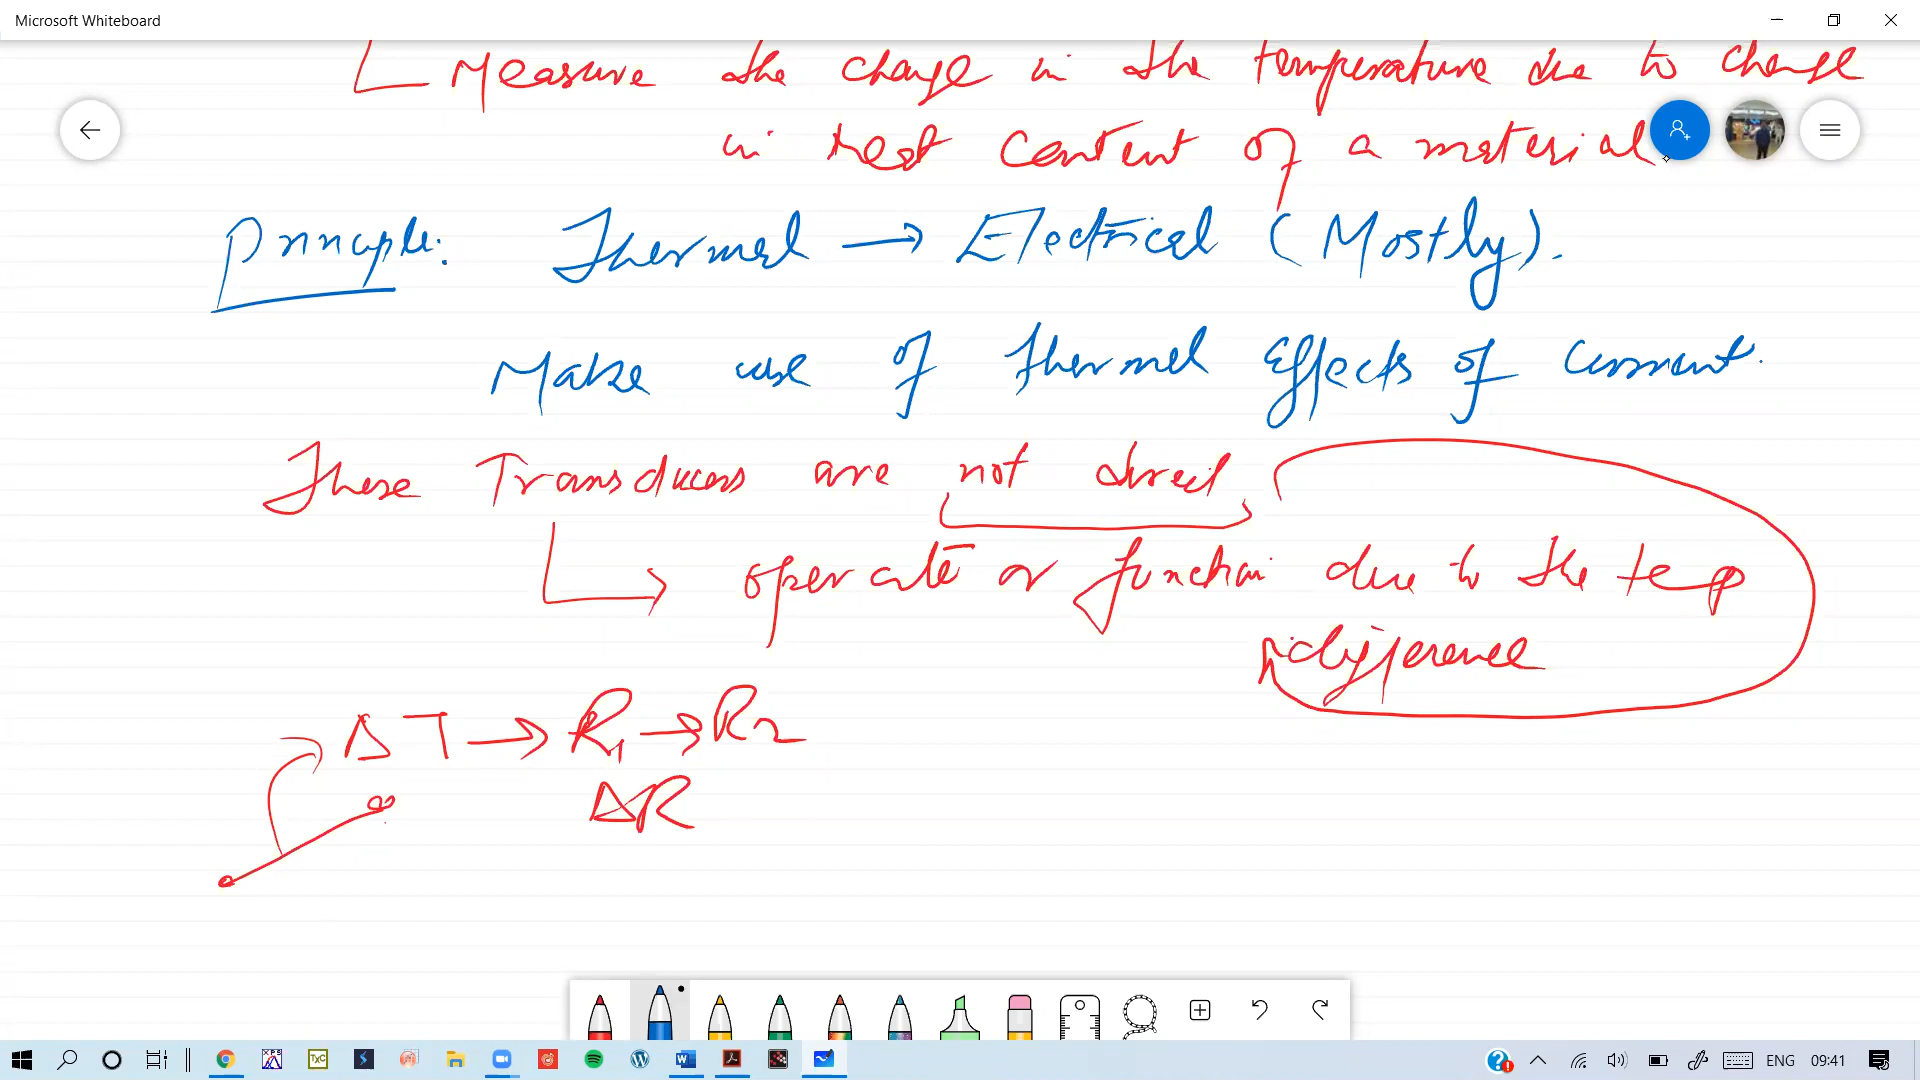 Microsoft Whiteboard
Measure the change in the temperature due to change
in heat content of a material.
Principle: Thermal → Electrical (Mostly).
Make use of thermal Effects of current.
These Transducers are not direct
operate or function due to the temp
difference
Δ T → R1 → R2
ΔR
ENG 09:41